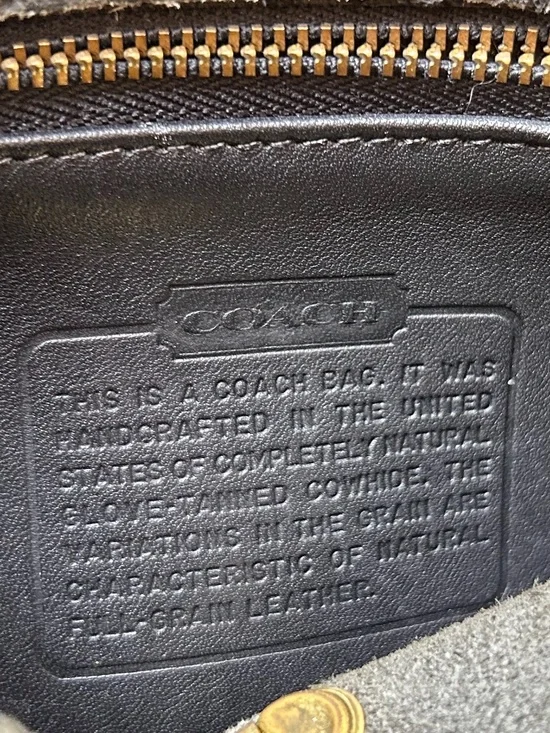 COACH
THIS IS A COACH BAG. IT WAS
HANDCRAFTED IN THE UNITED
STATES OF COMPLETELY NATURAL
GLOVE-TANNED COWHIDE. THE
VARIATIONS IN THE GRAIN ARE
CHARACTERISTIC OF NATURAL
FULL-GRAIN LEATHER.